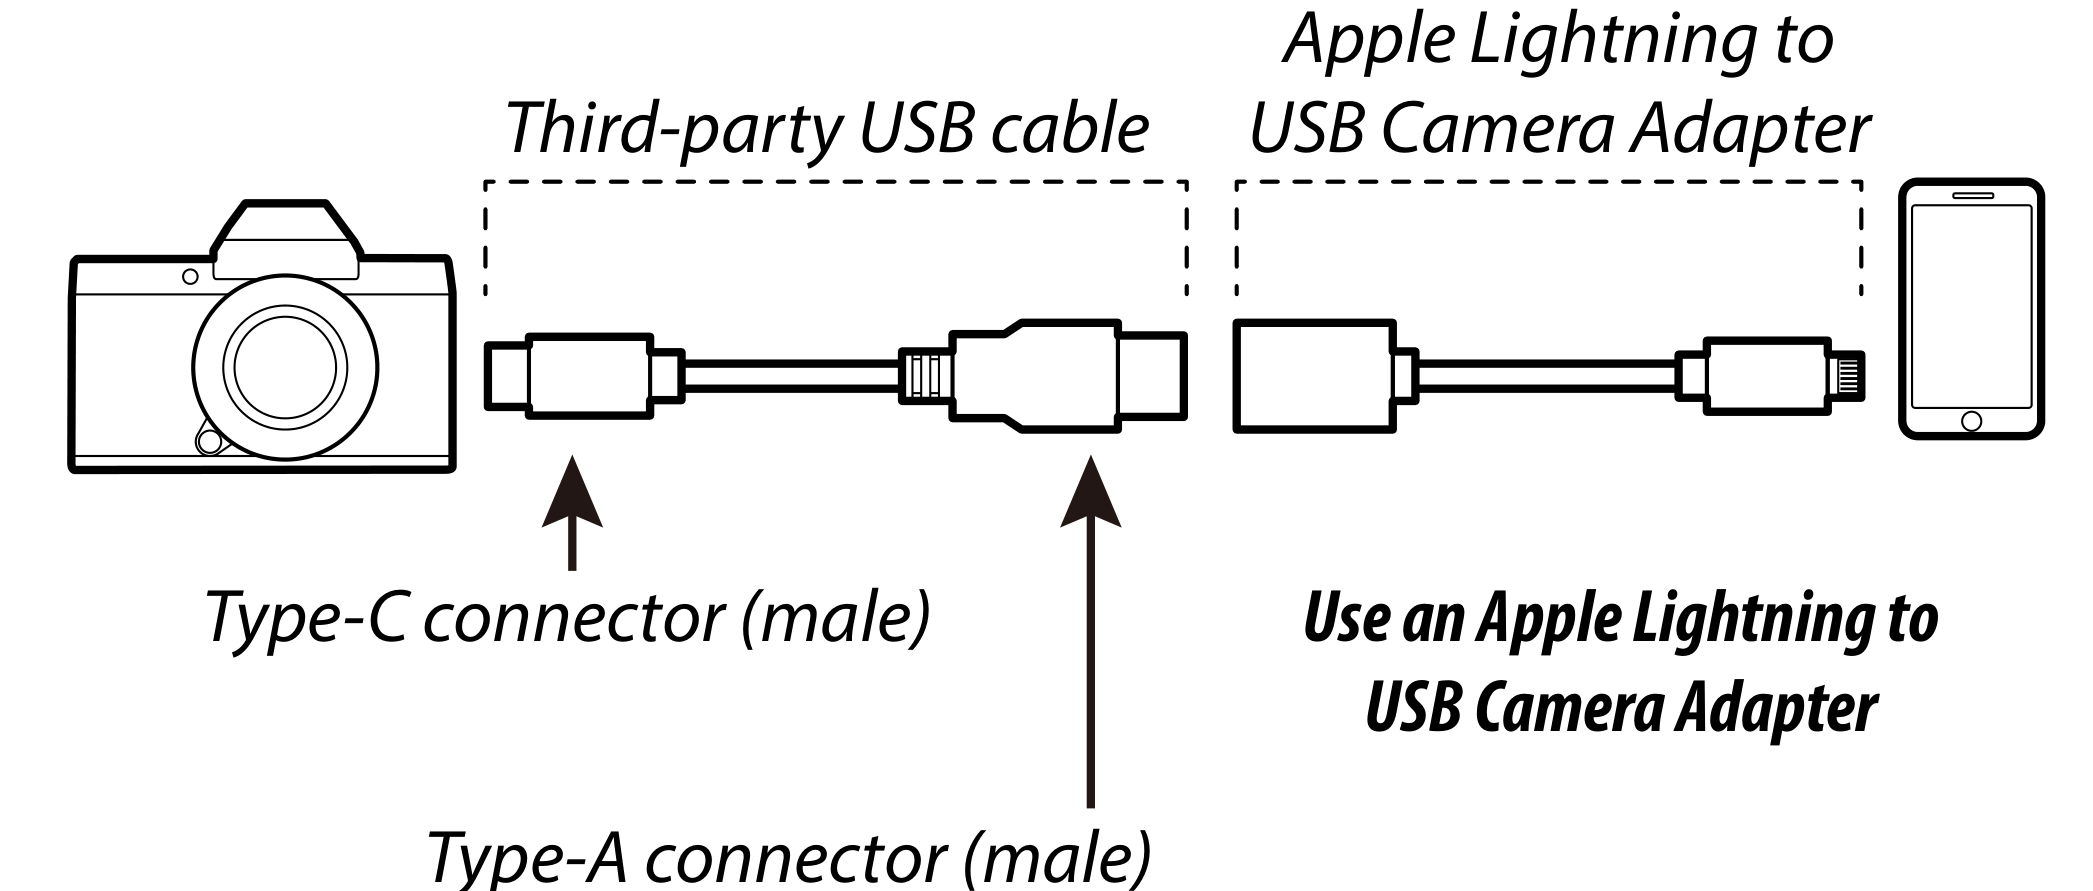 Apple Lightning to
USB Camera Adapter
Third-party USB cable
Type-C connector (male)
Use an Apple Lightning to
USB Camera Adapter
Type-A connector (male)